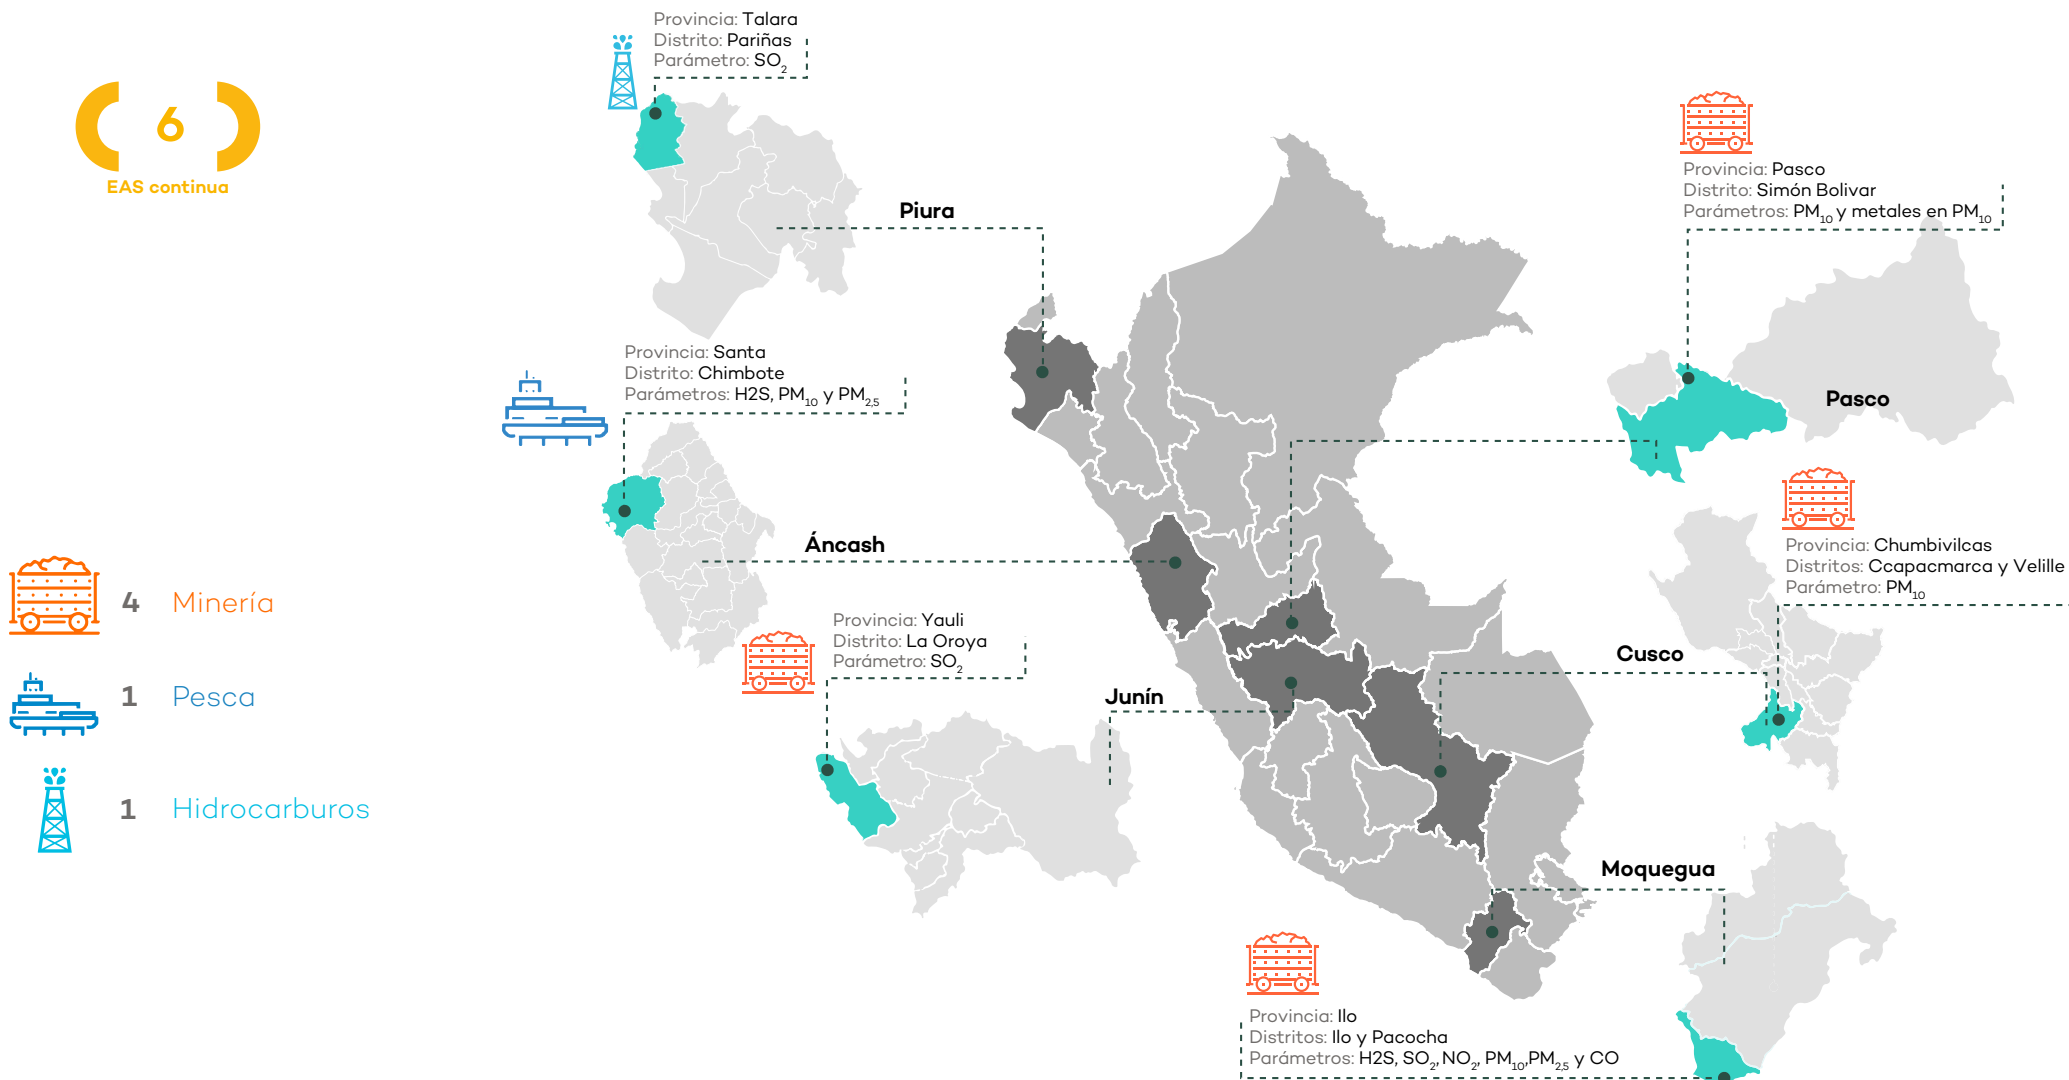 6
EAS continua
4 Minería
1 Pesca
1 Hidrocarburos
Provincia: Talara
Distrito: Pariñas
Parámetro: SO₂
Piura
Provincia: Santa
Distrito: Chimbote
Parámetros: H2S, PM₁₀ y PM₂,₅
Áncash
Provincia: Yauli
Distrito: La Oroya
Parámetro: SO₂
Junín
Provincia: Pasco
Distrito: Simón Bolivar
Parámetros: PM₁₀ y metales en PM₁₀
Pasco
Provincia: Chumbivilcas
Distritos: Ccapacmarca y Velille
Parámetro: PM₁₀
Cusco
Moquegua
Provincia: Ilo
Distritos: Ilo y Pacocha
Parámetros: H2S, SO₂, NO₂, PM₁₀,PM₂,₅ y CO